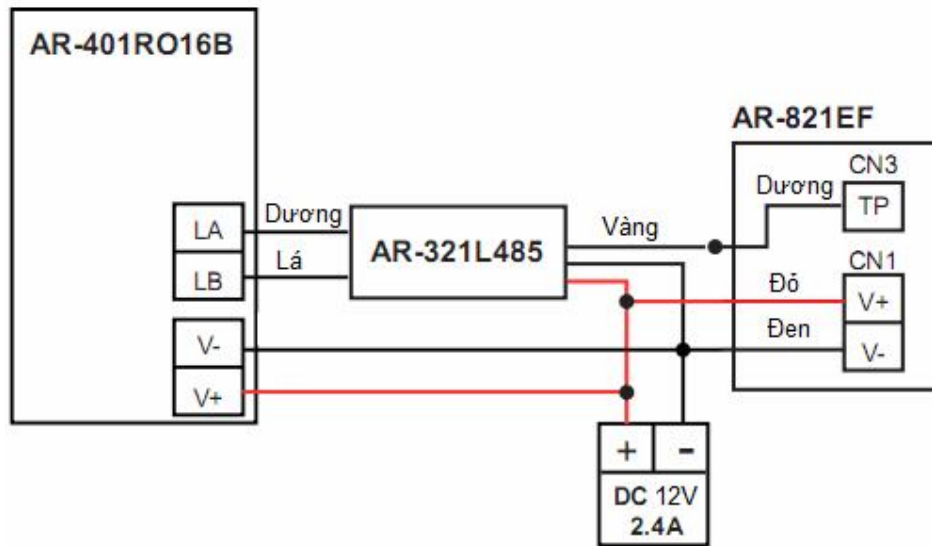 AR-401RO16B
AR-821EF
CN3
Dương
TP
LA
Dương
AR-321L485
Vàng
LB
Lá
CN1
Đỏ
V+
V-
Đen
V-
V+
+
-
DC 12V
2.4A